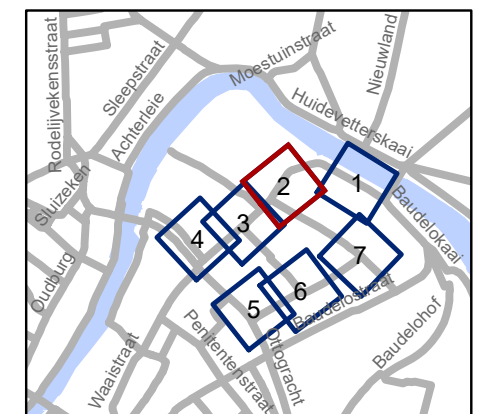 Rodelijvekensstraat
Sleepstraat
Achterleie
Moestuinstraat
Nieuwland
Huidevetterskaai
Sluizeken
Oudburg
Baudelokaai
1
2
3
4
5
6
7
Baudelostraat
Baudelohof
Ottogracht
Penitentenstraat
Waaistraat